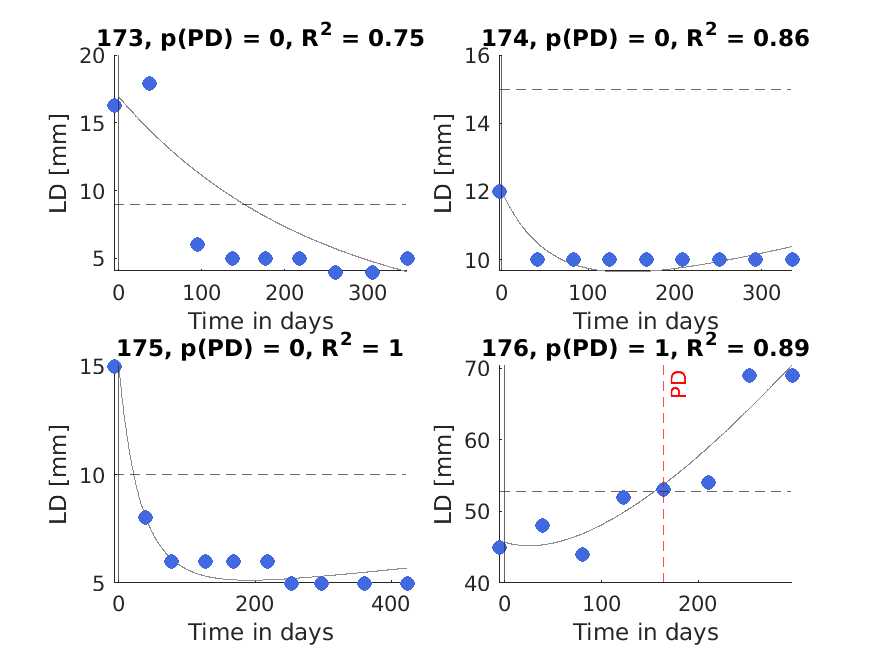 173, p(PD) = 0, R² = 0.75
20
15
10
5
LD [mm]
0
100
200
300
Time in days
174, p(PD) = 0, R² = 0.86
16
14
12
10
LD [mm]
0
100
200
300
Time in days
175, p(PD) = 0, R² = 1
15
10
5
LD [mm]
0
200
400
Time in days
176, p(PD) = 1, R² = 0.89
70
60
50
40
LD [mm]
PD
0
100
200
Time in days